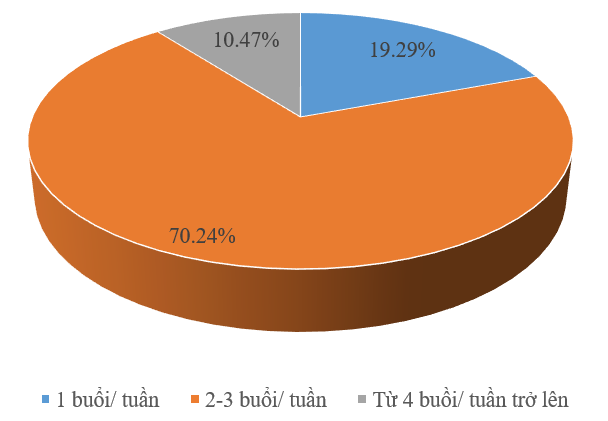 10.47%
19.29%
70.24%
1 buổi/ tuần
2-3 buổi/ tuần
Từ 4 buổi/ tuần trở lên